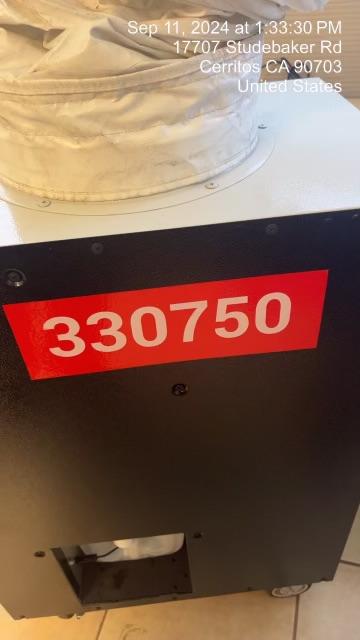 Sep 11, 2024 at 1:33:30 PM
17707 Studebaker Rd
Cerritos CA 90703
United States
330750